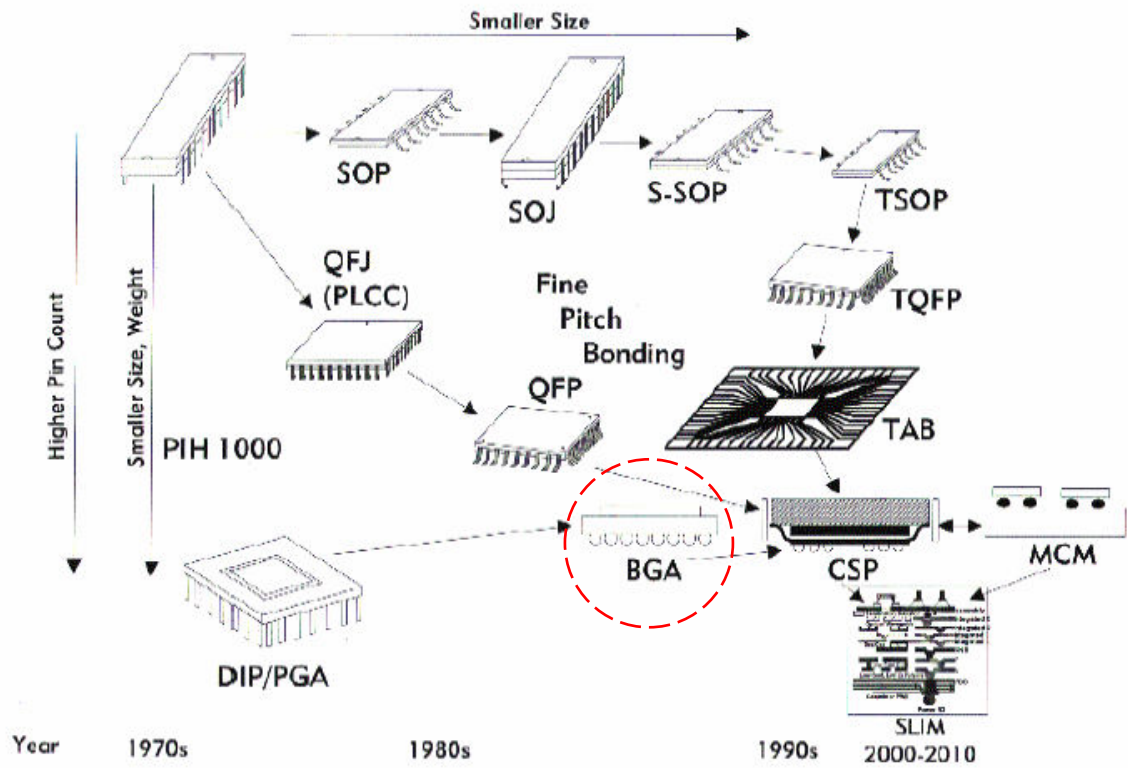 Smaller Size
SOP
SOJ
S-SOP
TSOP
QFJ
(PLCC)
Fine
Pitch
Bonding
TQFP
Higher Pin Count
Smaller Size, Weight
PIH 1000
QFP
TAB
BGA
CSP
MCM
DIP/PGA
SLIM
Year
1970s
1980s
1990s
2000-2010